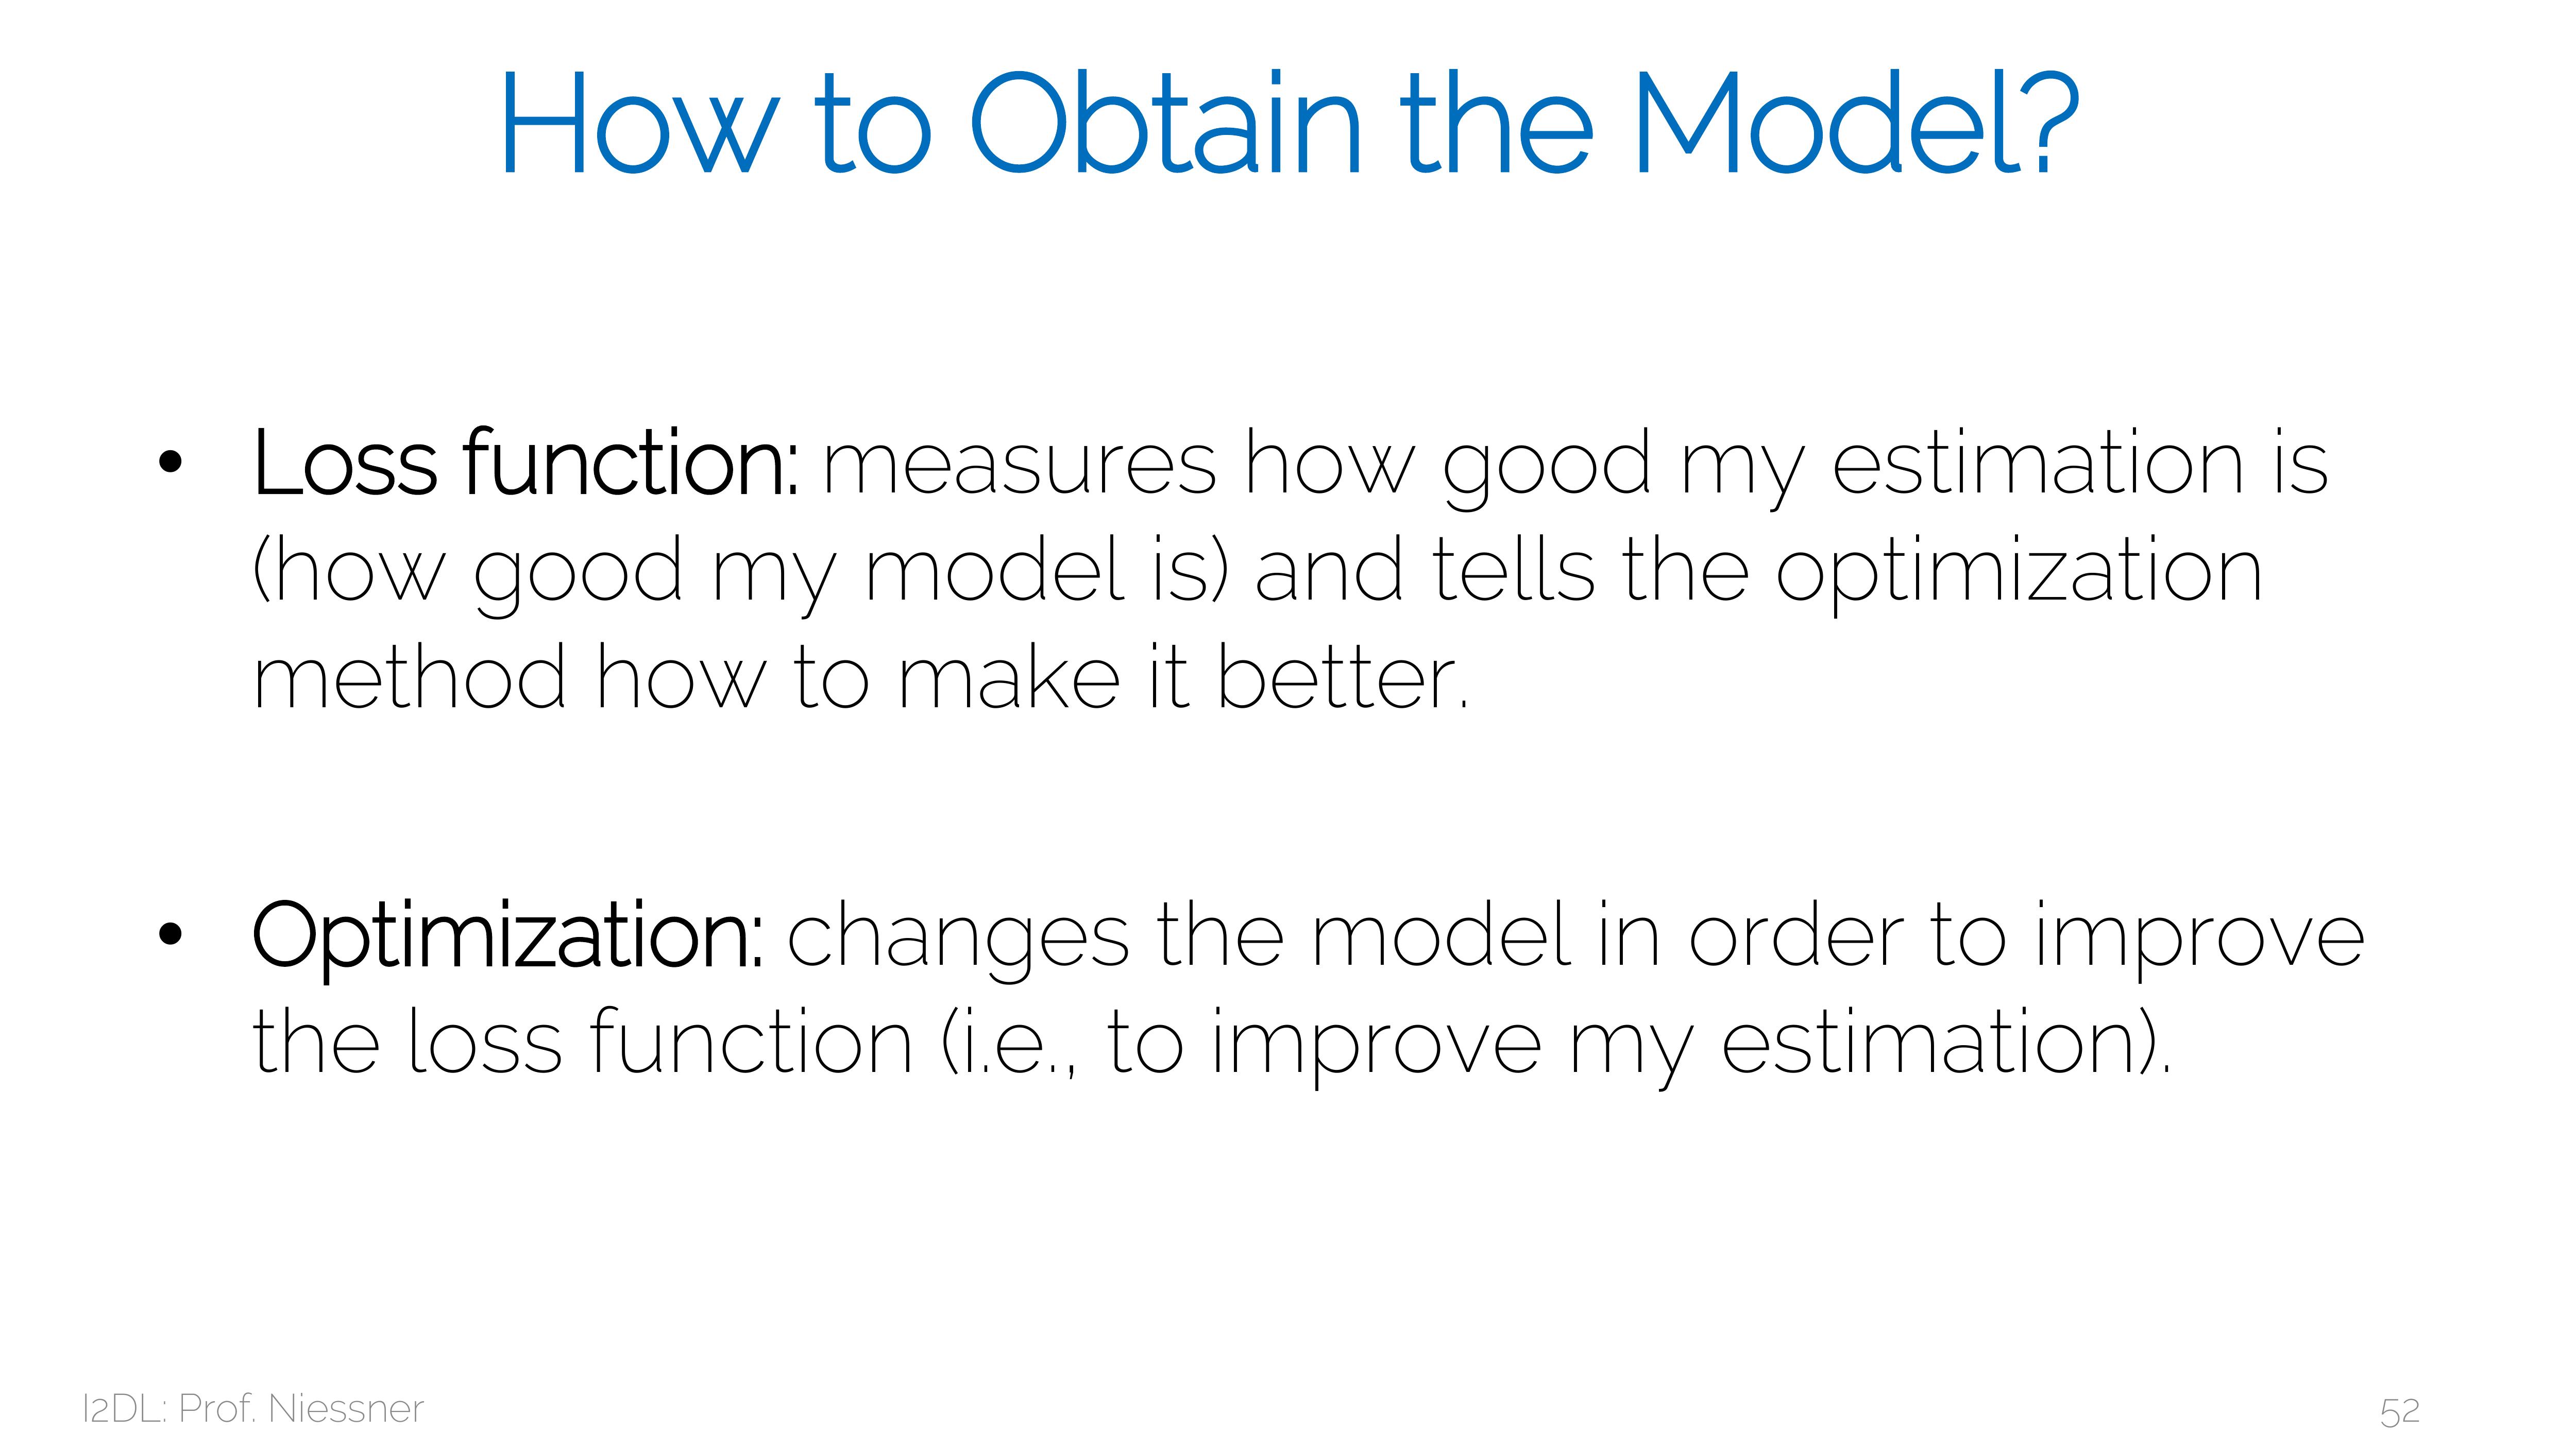 How to Obtain the Model?
• Loss function: measures how good my estimation is
(how good my model is) and tells the optimization
method how to make it better.
• Optimization: changes the model in order to improve
the loss function (i.e., to improve my estimation).
I2DL: Prof. Niessner
52